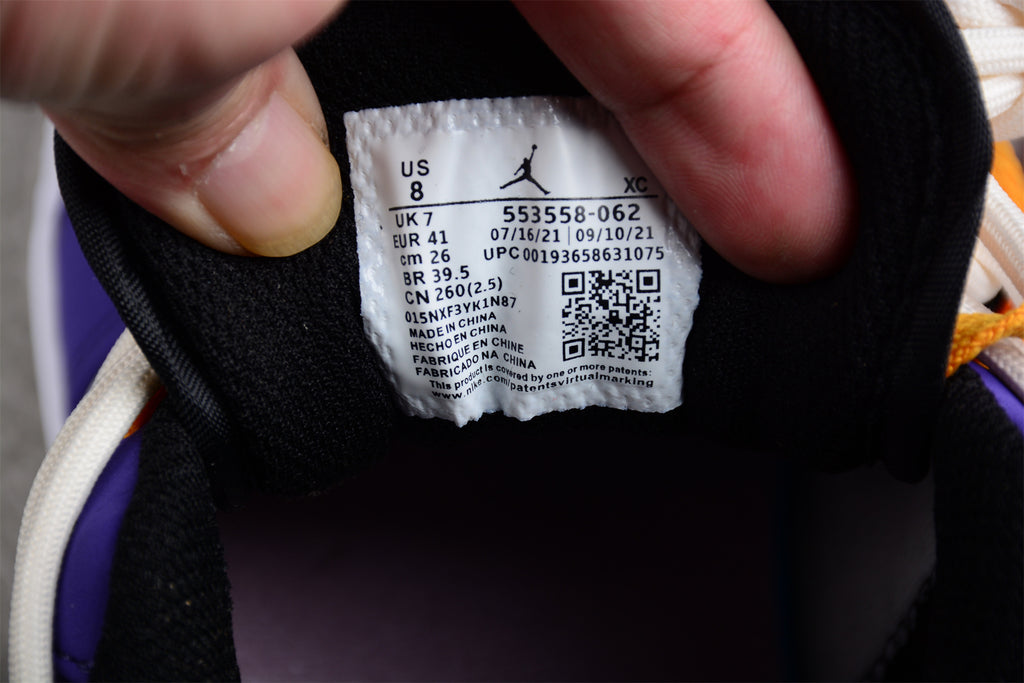 US
8
XC
UK 7
553558-062
EUR 41
07/16/21 | 09/10/21
cm 26
UPC 00193658631075
BR 39.5
CN 260(2.5)
015NXF3YK1N87
MADE IN CHINA
HECHO EN CHINA
FABRIQUE EN CHINE
FABRICADO NA CHINA
This product is covered by one or more patents:
www.nike.com/patentsvirtualmarking